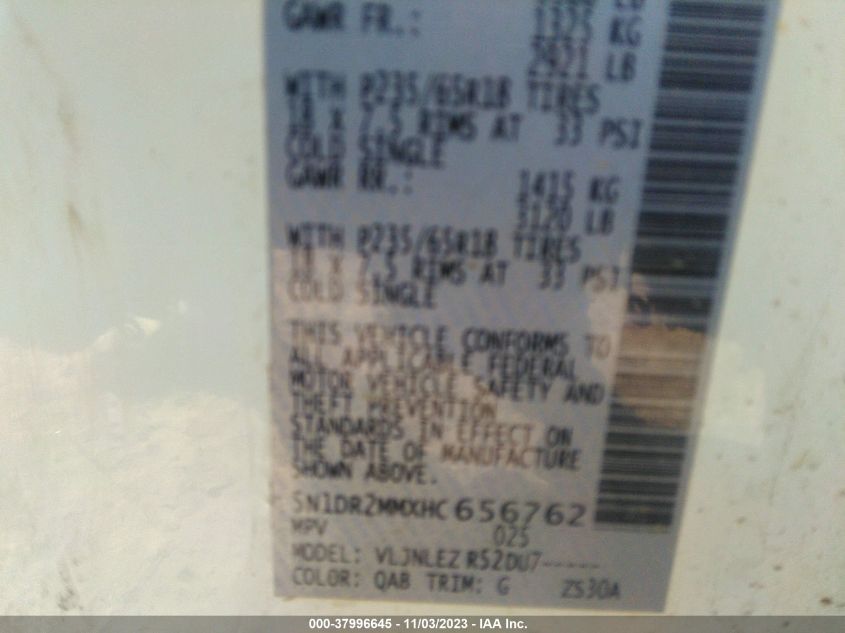 LB
GAWR FR.: 1325 KG
2921 LB
WITH P235/65R18 TIRES
18 x 7.5 RIMS AT 33 PSI
COLD SINGLE
GAWR RR.: 1415 KG
3120 LB
WITH P235/65R18 TIRES
18 x 7.5 RIMS AT 33 PSI
COLD SINGLE
THIS VEHICLE CONFORMS TO
ALL APPLICABLE FEDERAL
MOTOR VEHICLE SAFETY AND
THEFT PREVENTION
STANDARDS IN EFFECT ON
THE DATE OF MANUFACTURE
SHOWN ABOVE.
5N1DR2MMXHC656762
MPV 025
MODEL: VLJNLEZ R52DU7-----
COLOR: QAB TRIM: G ZS30A
000-37996645 - 11/03/2023 - IAA Inc.